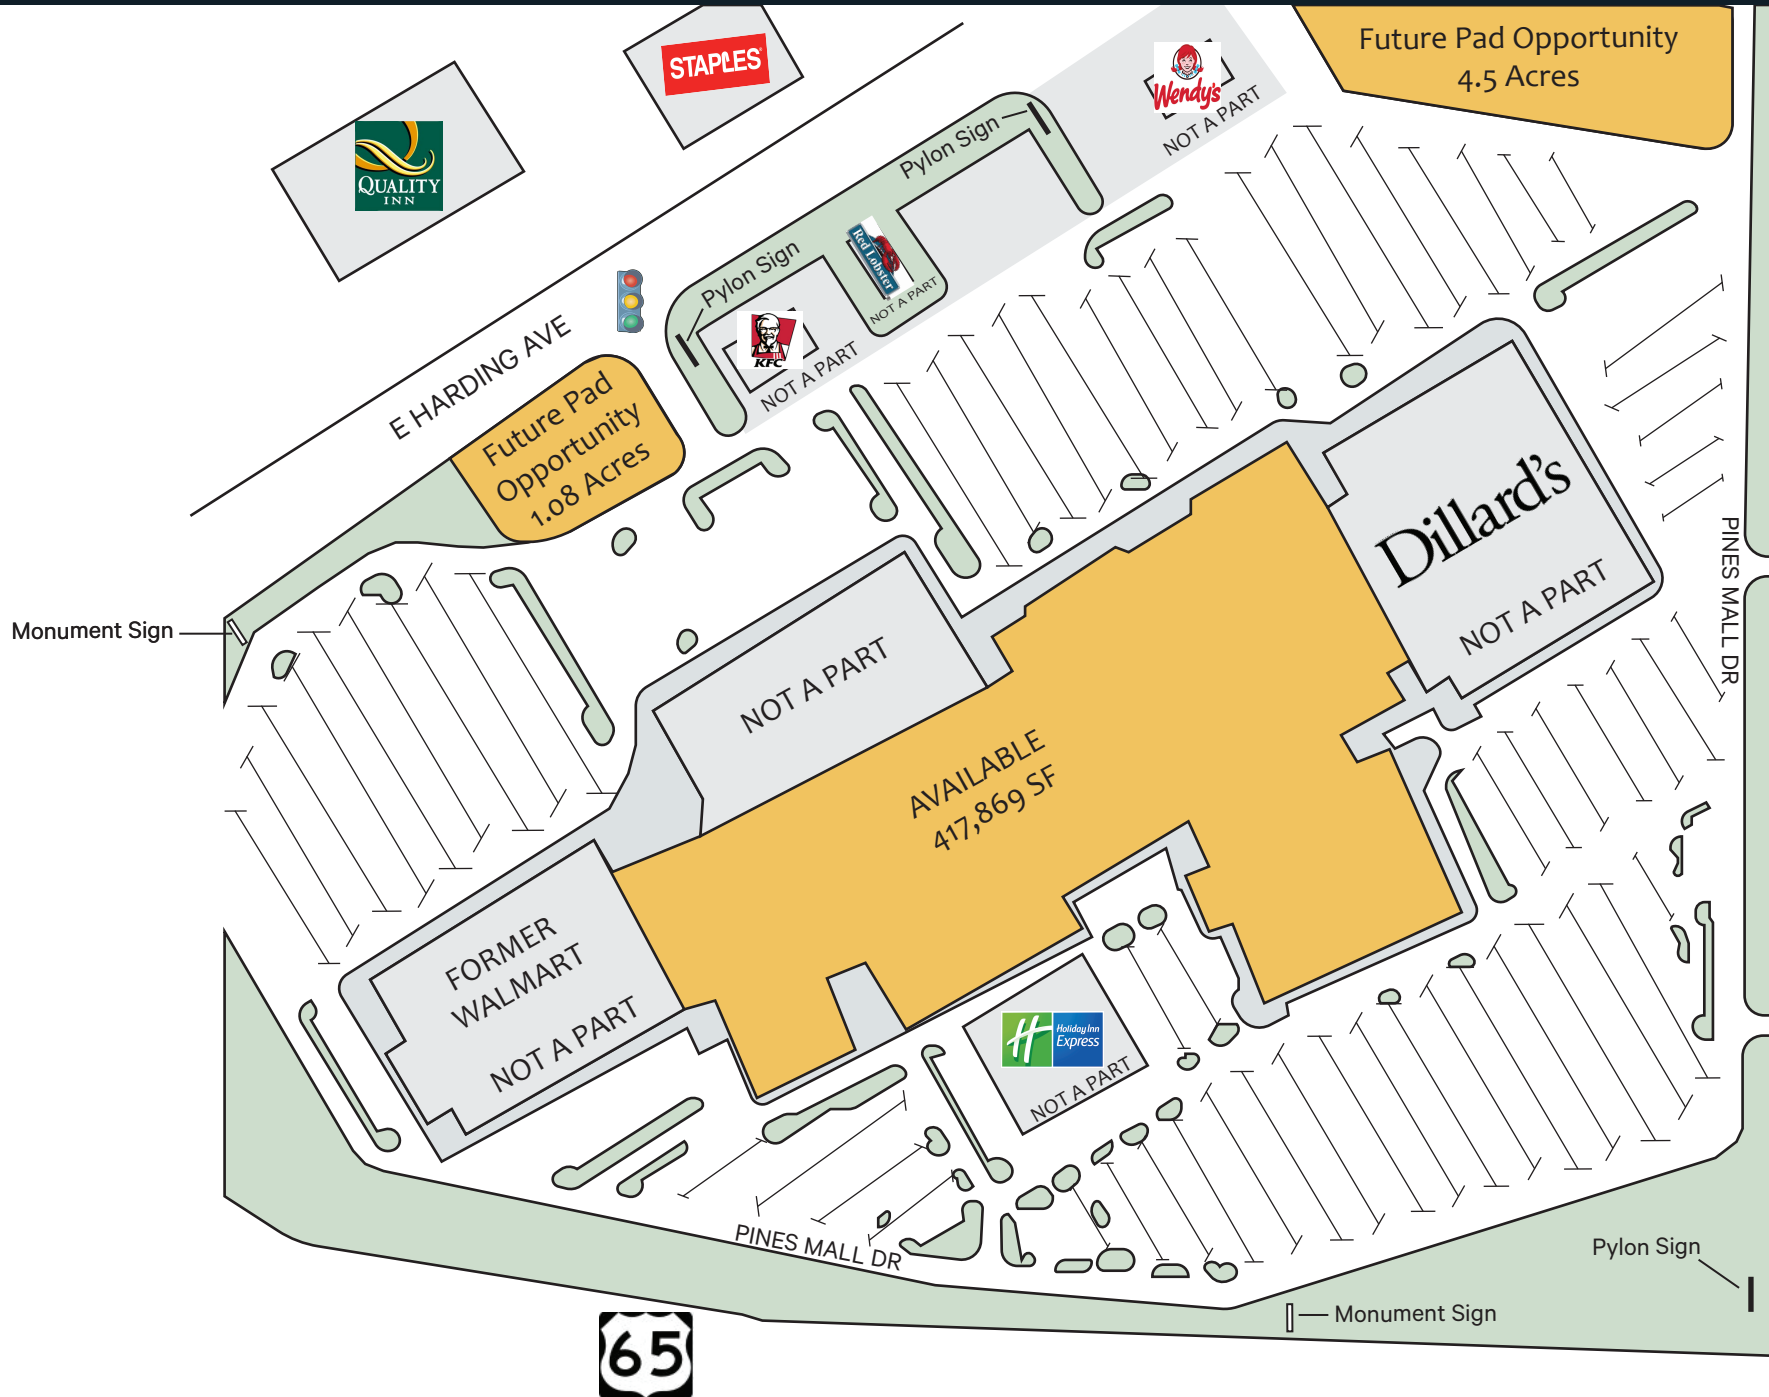 STAPLES
Wendy's
NOT A PART
Future Pad Opportunity
4.5 Acres
QUALITY
INN
Pylon Sign
Pylon Sign
Red Lobster
NOT A PART
KFC
NOT A PART
E HARDING AVE
Future Pad
Opportunity
1.08 Acres
Dillard's
NOT A PART
PINES MALL DR
Monument Sign
NOT A PART
AVAILABLE
417,869 SF
FORMER
WALMART
NOT A PART
H
Holiday Inn
Express
NOT A PART
PINES MALL DR
Pylon Sign
Monument Sign
65